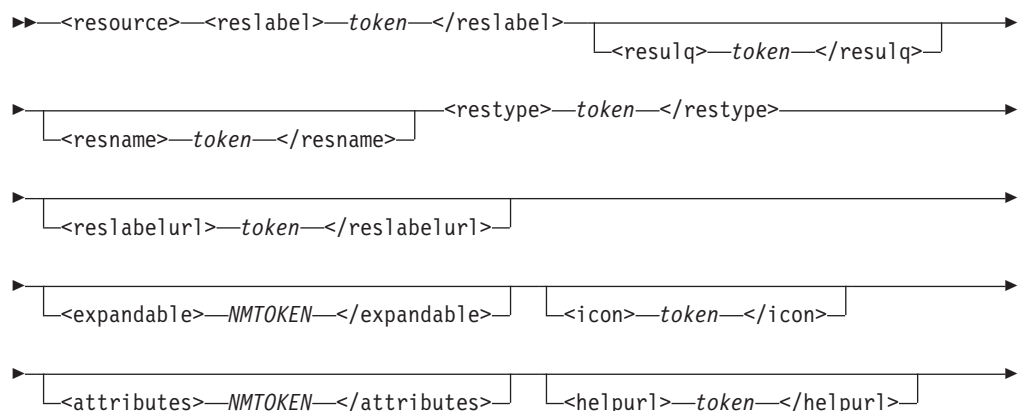 <resource> <reslabel> token </reslabel>
<resulq> token </resulq>
<restype> token </restype>
<resname> token </resname>
<reslabelurl> token </reslabelurl>
<expandable> NMTOKEN </expandable> <icon> token </icon>
<attributes> NMTOKEN </attributes> <helpurl> token </helpurl>